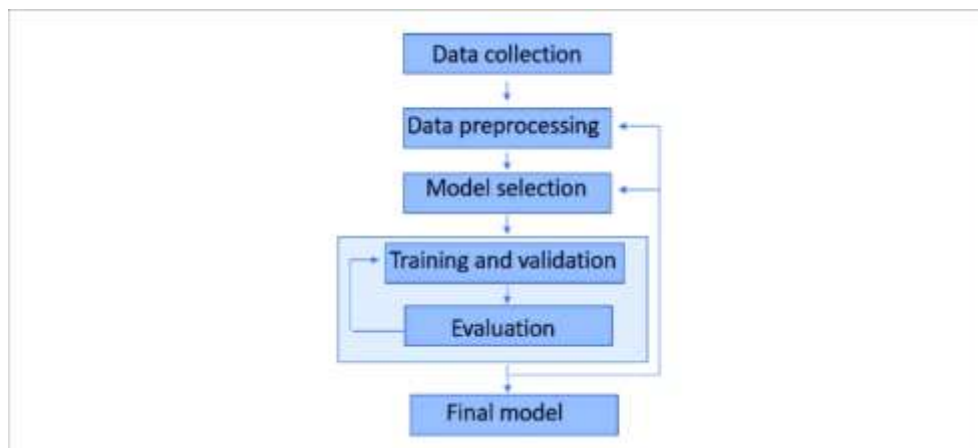 Data collection
Data preprocessing
Model selection
Training and validation
Evaluation
Final model